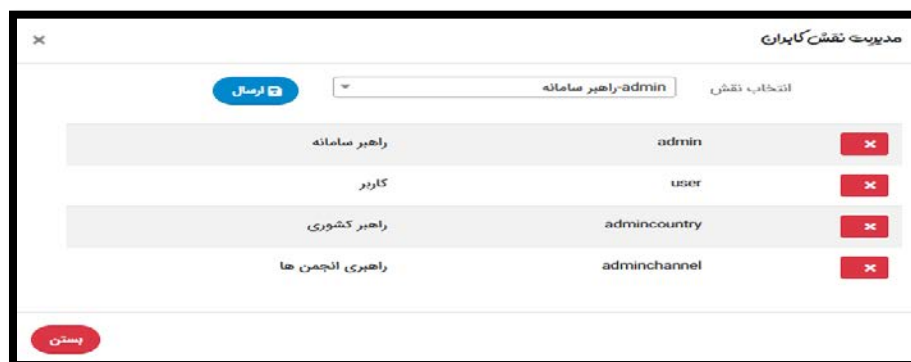 مدیریت نقش کابران
×
انتخاب نقش
admin-راهبر سامانه
ارسال
admin راهبر سامانه
user کاربر
admincountry راهبر کشوری
adminchannel راهبری انجمن ها
بستن